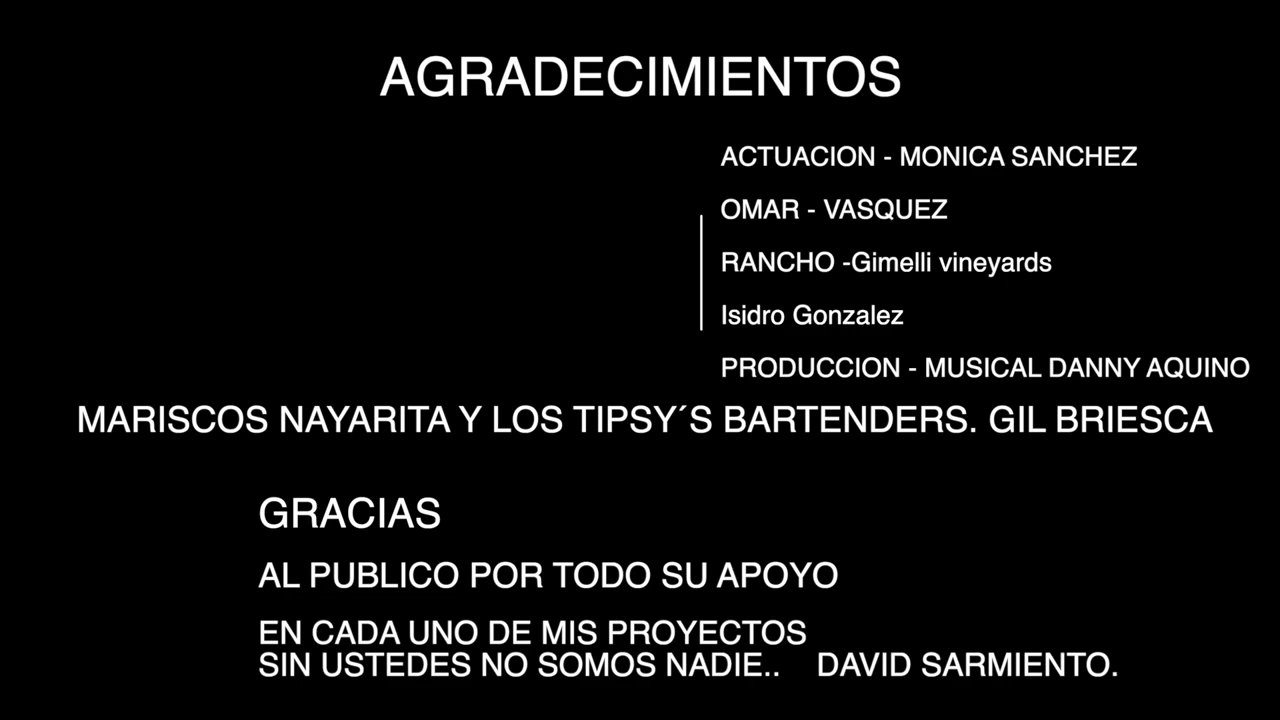 AGRADECIMIENTOS
ACTUACION - MONICA SANCHEZ
OMAR - VASQUEZ
RANCHO -Gimelli vineyards
Isidro Gonzalez
PRODUCCION - MUSICAL DANNY AQUINO
MARISCOS NAYARITA Y LOS TIPSY´S BARTENDERS. GIL BRIESCA
GRACIAS
AL PUBLICO POR TODO SU APOYO
EN CADA UNO DE MIS PROYECTOS
SIN USTEDES NO SOMOS NADIE.. DAVID SARMIENTO.